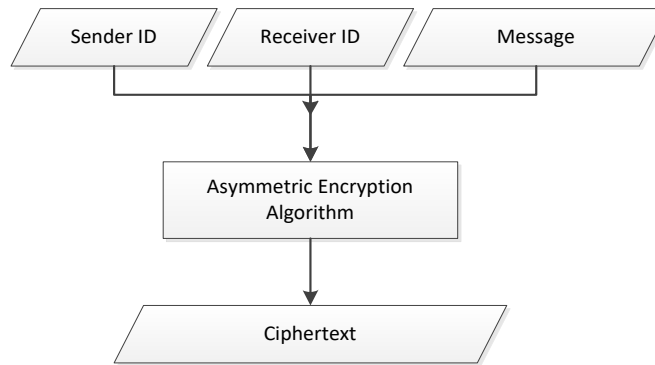 Sender ID
Receiver ID
Message
Asymmetric Encryption
Algorithm
Ciphertext